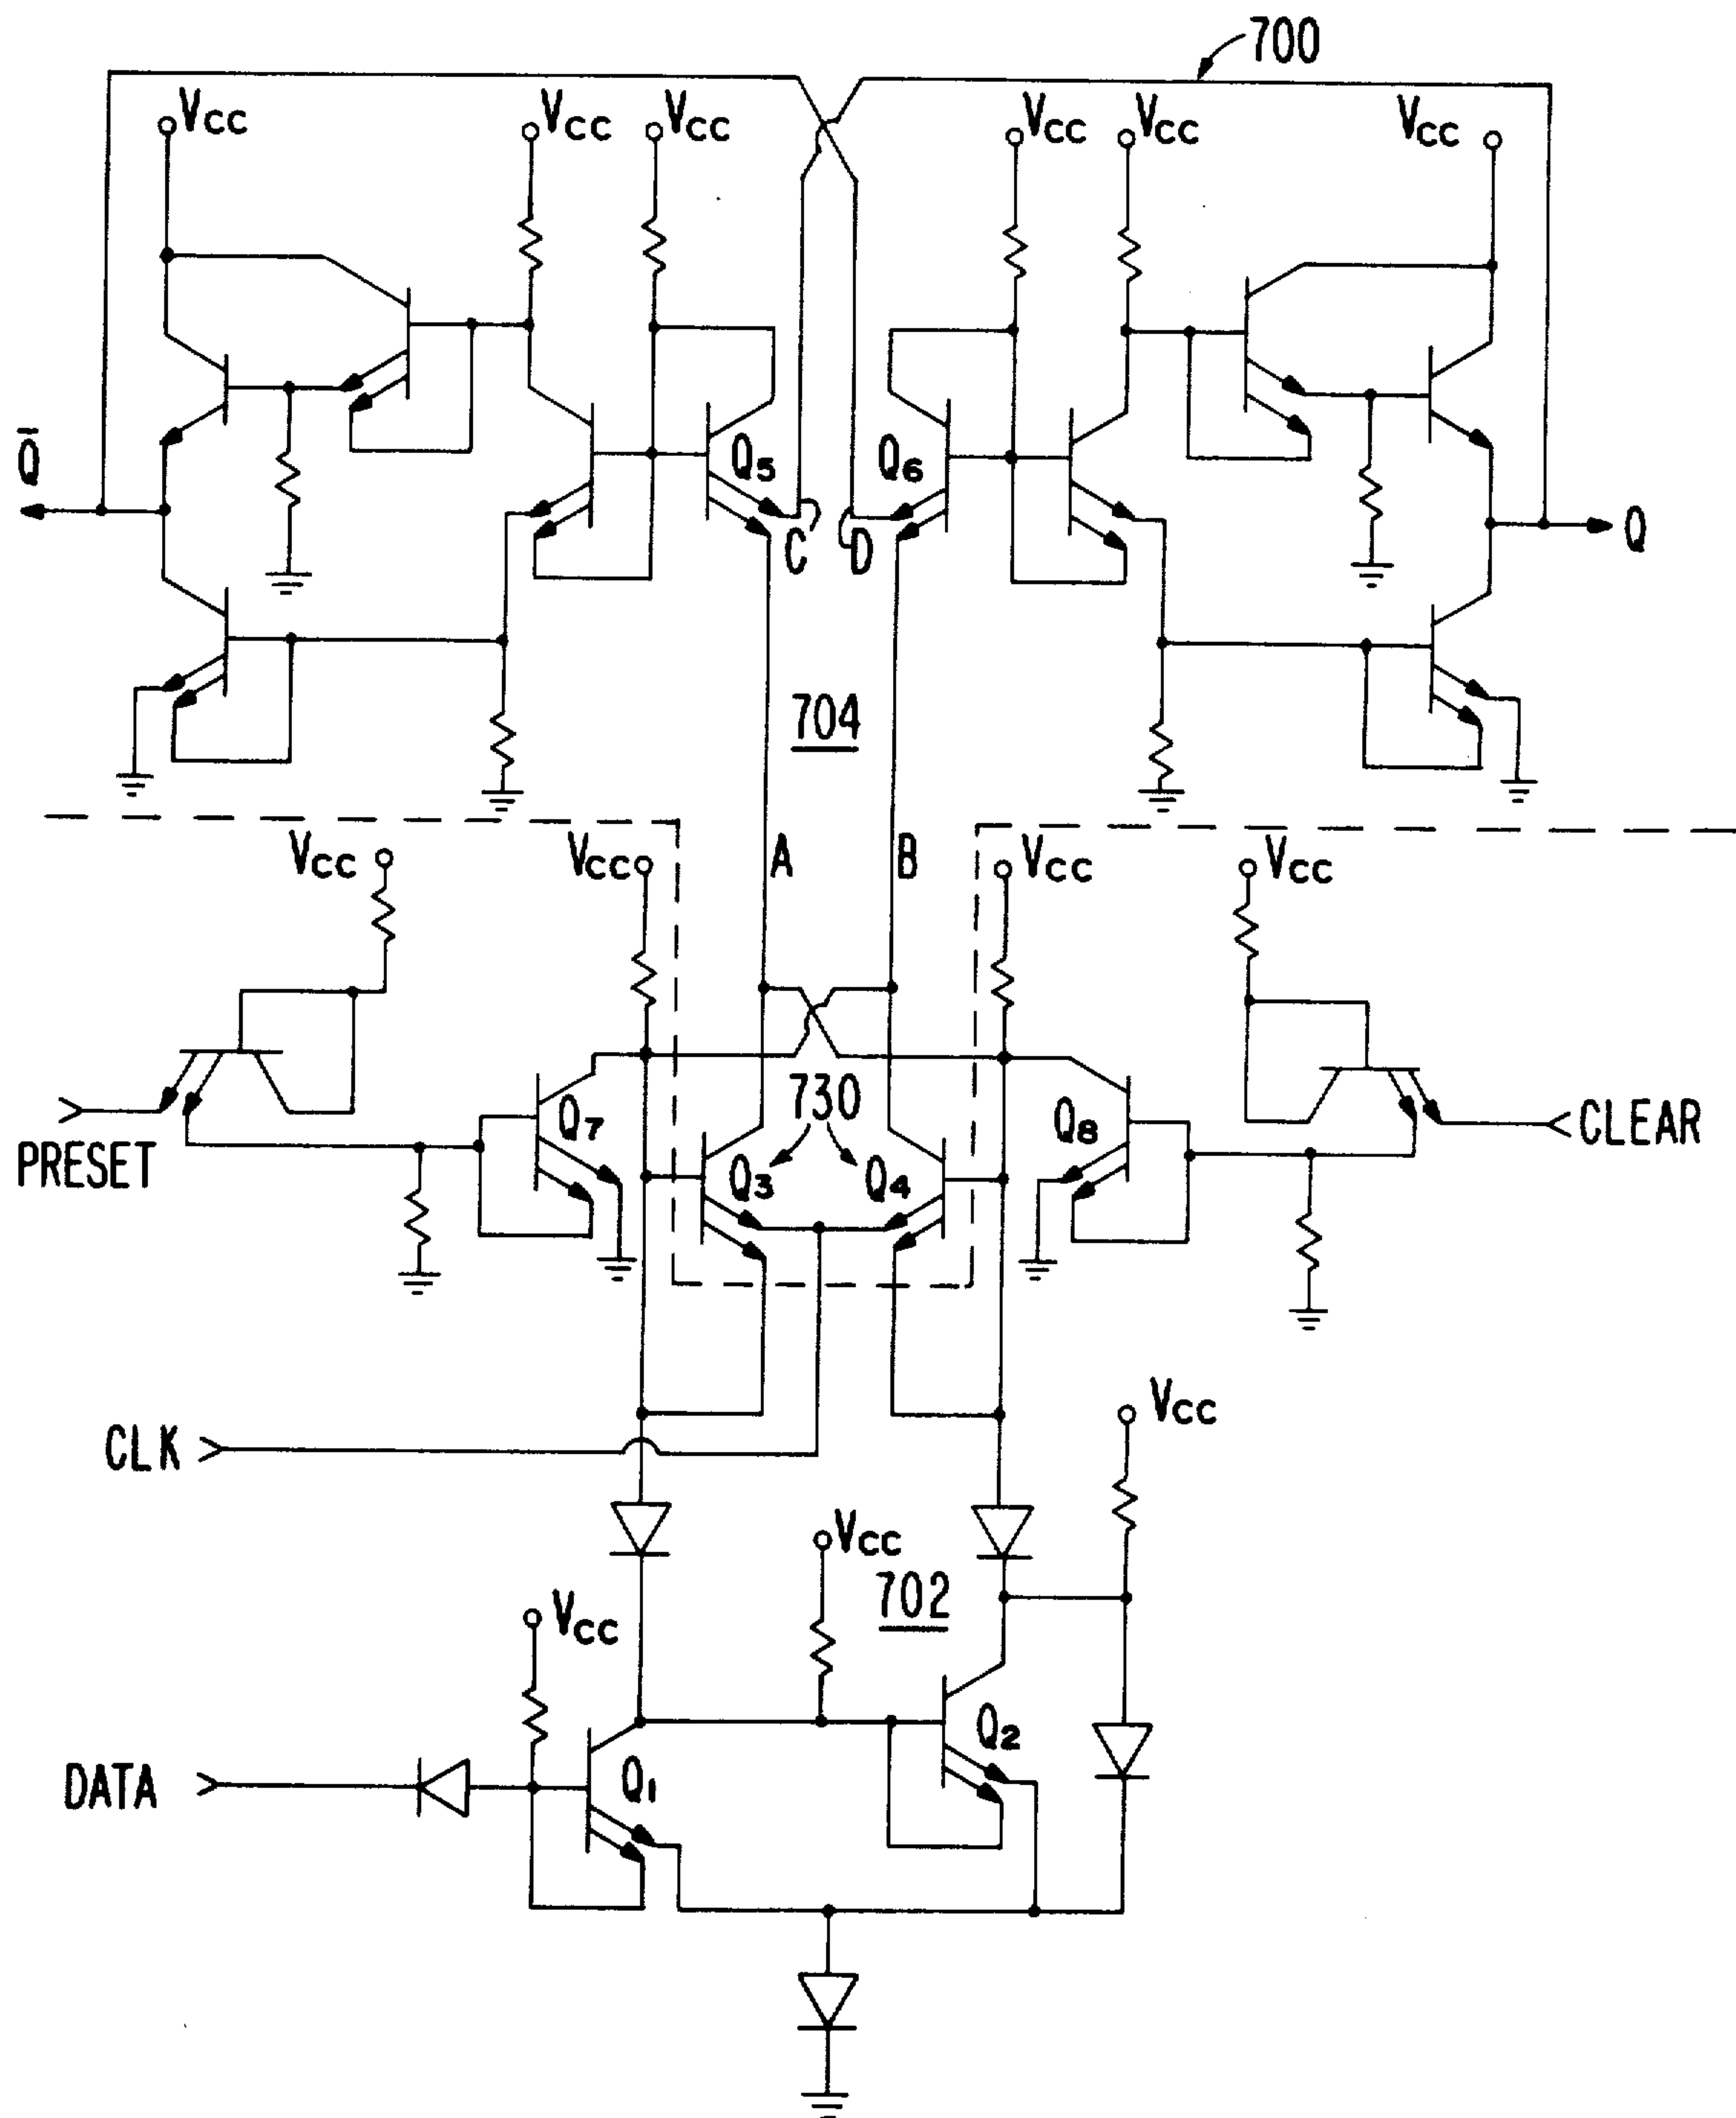 700
VCC VCC VCC VCC VCC VCC
Q̅ Q5 Q6 Q
C D
704
A B
VCC VCC VCC VCC
PRESET Q7 730 Q8 CLEAR
Q3 Q4
CLK VCC
VCC
702
VCC
Q2
DATA Q1